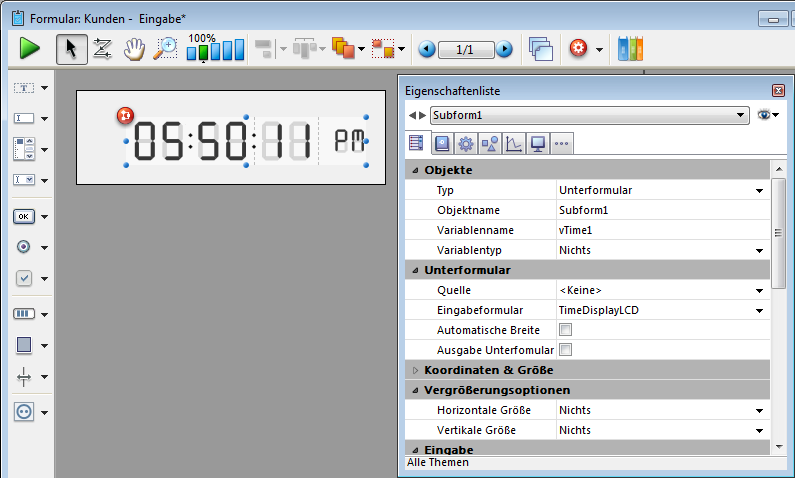 Formular: Kunden - Eingabe*
100%
1/1
T
OK
05:50:11 PM
Eigenschaftenliste
Subform1
Objekte
Typ Unterformular
Objektname Subform1
Variablenname vTime1
Variablentyp Nichts
Unterformular
Quelle <Keine>
Eingabeformular TimeDisplayLCD
Automatische Breite
Ausgabe Unterfomular
Koordinaten & Größe
Vergrößerungsoptionen
Horizontale Größe Nichts
Vertikale Größe Nichts
Eingabe
Alle Themen